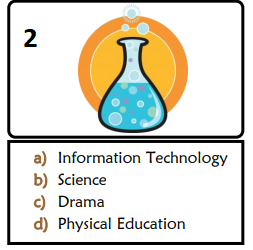 2
a) Information Technology
b) Science
c) Drama
d) Physical Education